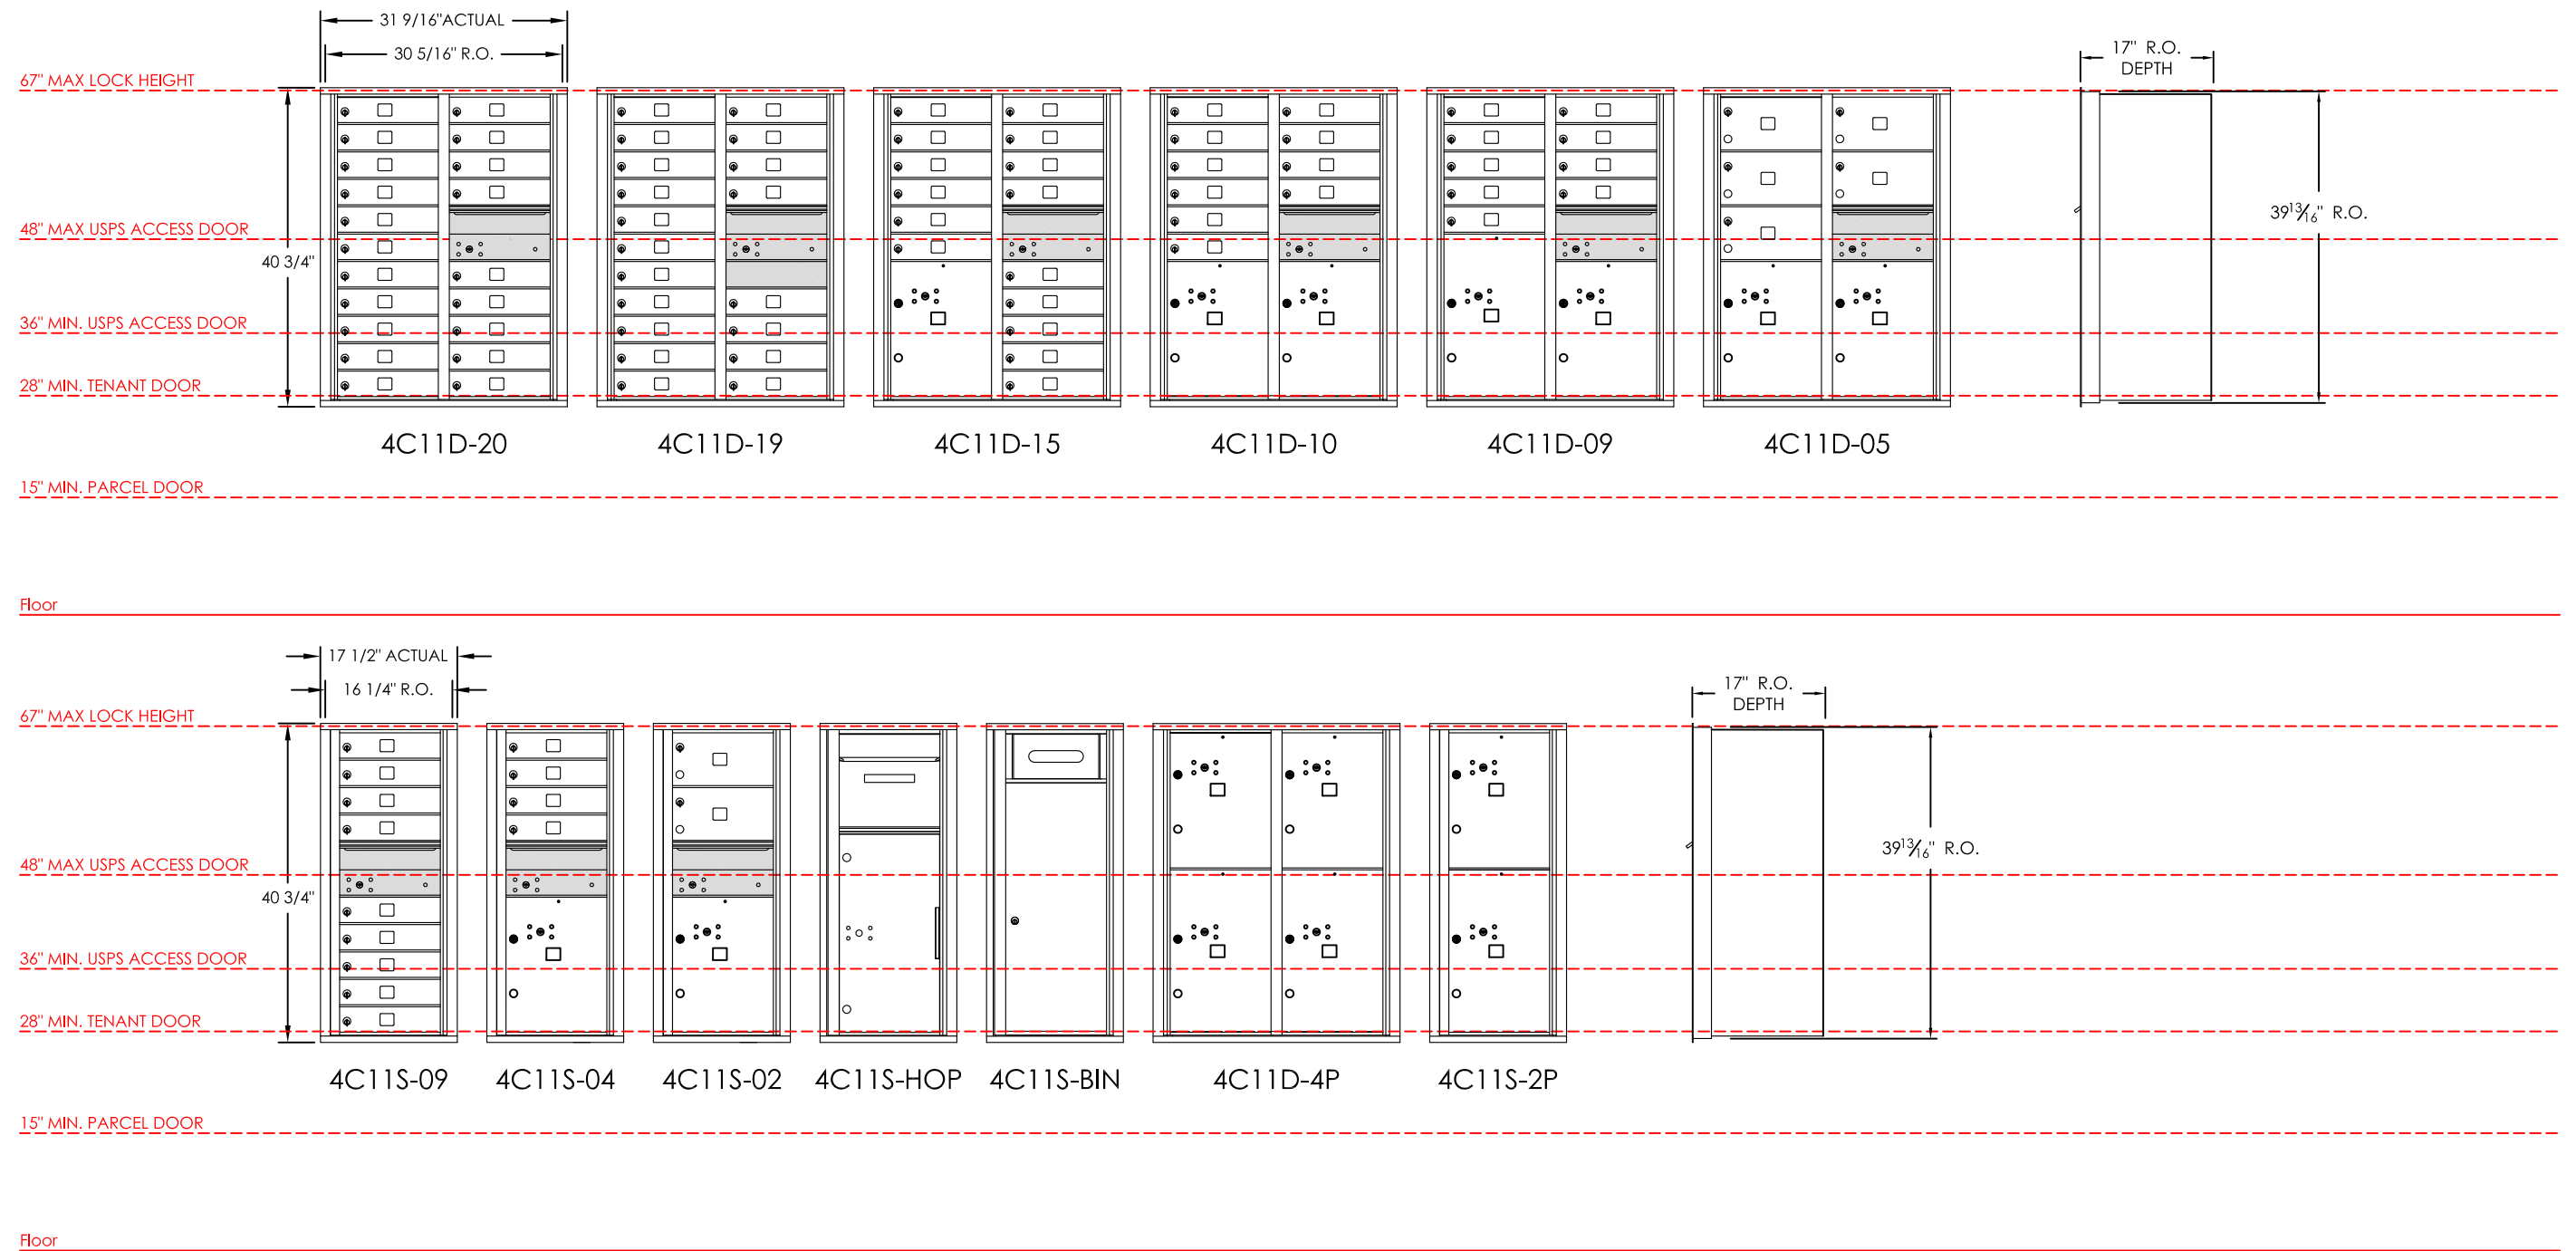 31 9/16"ACTUAL
30 5/16" R.O.
17" R.O.
DEPTH
67" MAX LOCK HEIGHT
39 13/16" R.O.
48" MAX USPS ACCESS DOOR
40 3/4"
36" MIN. USPS ACCESS DOOR
28" MIN. TENANT DOOR
4C11D-20 4C11D-19 4C11D-15 4C11D-10 4C11D-09 4C11D-05
15" MIN. PARCEL DOOR
Floor
17 1/2" ACTUAL
16 1/4" R.O.
17" R.O.
DEPTH
67" MAX LOCK HEIGHT
39 13/16" R.O.
48" MAX USPS ACCESS DOOR
40 3/4"
36" MIN. USPS ACCESS DOOR
28" MIN. TENANT DOOR
4C11S-09 4C11S-04 4C11S-02 4C11S-HOP 4C11S-BIN 4C11D-4P 4C11S-2P
15" MIN. PARCEL DOOR
Floor